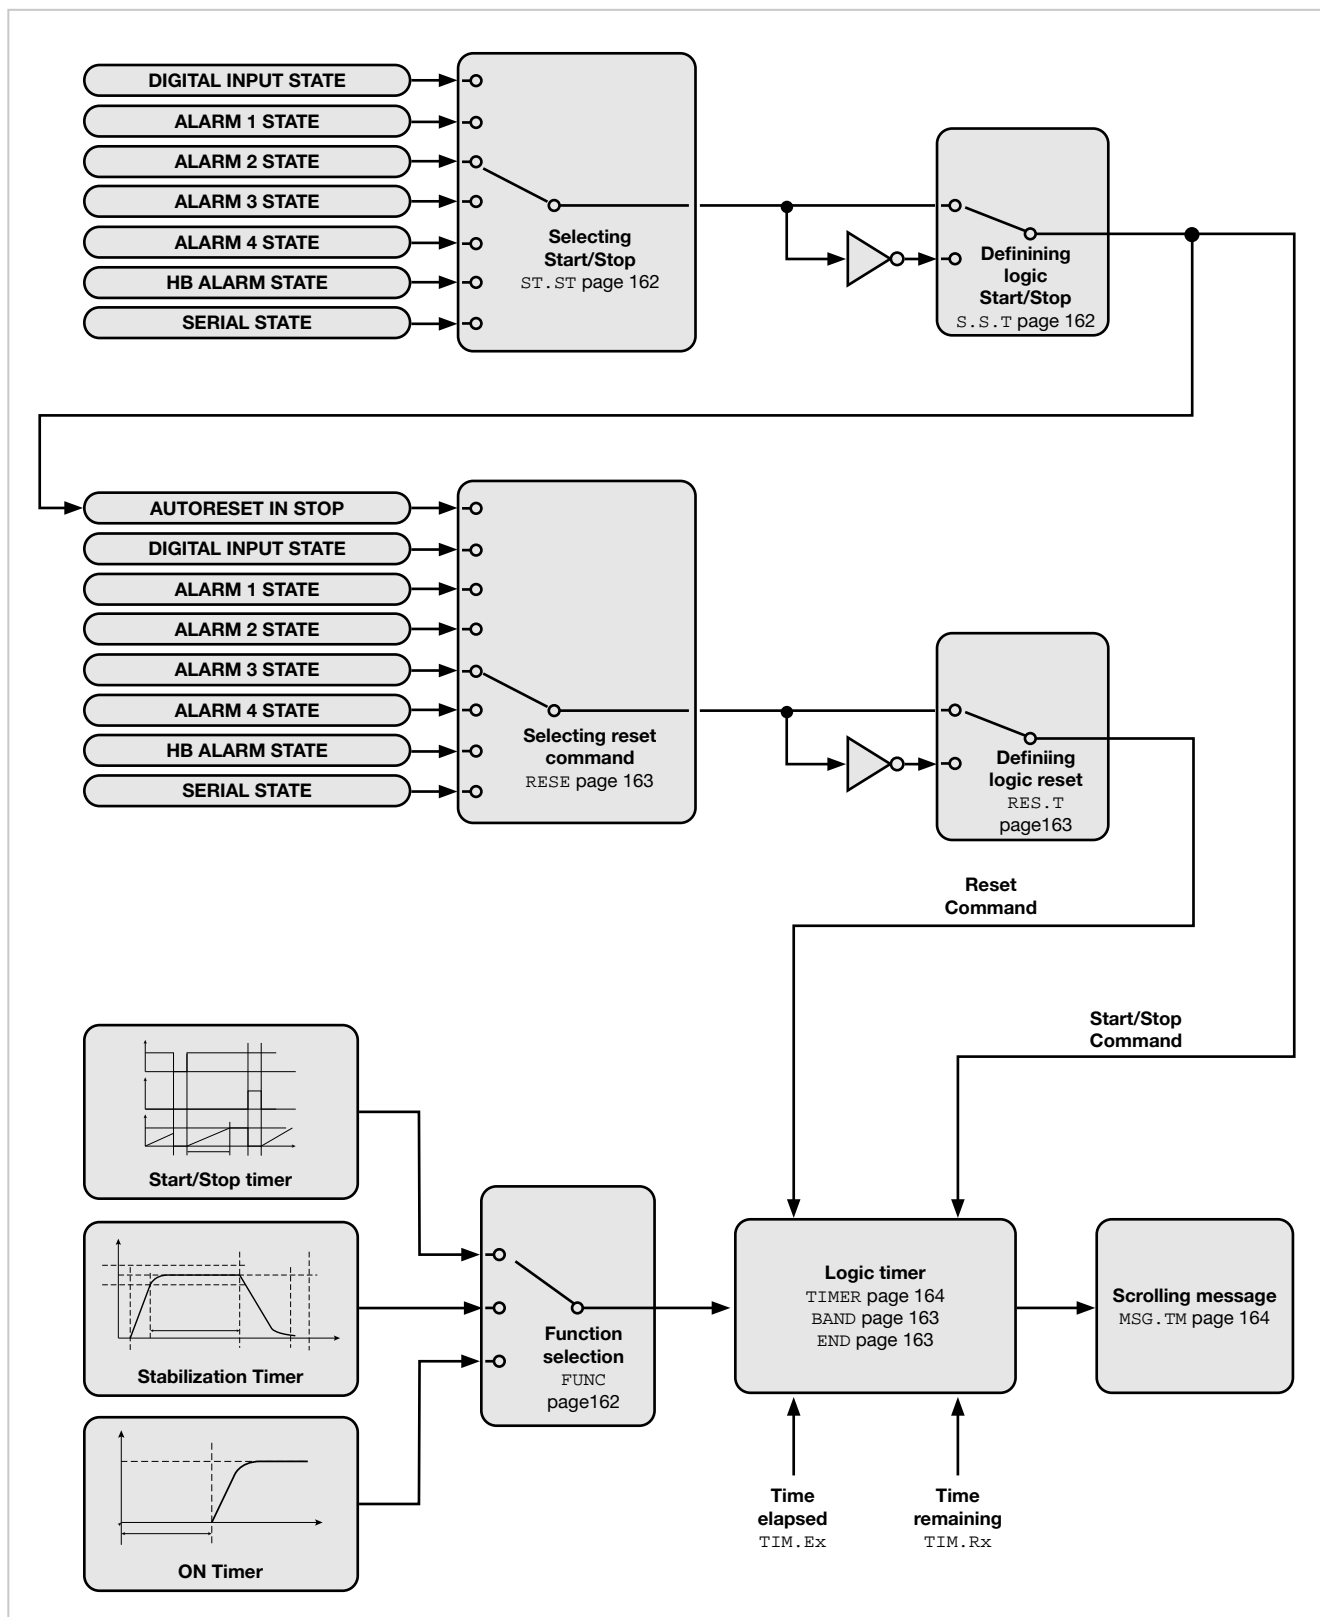 DIGITAL INPUT STATE
ALARM 1 STATE
ALARM 2 STATE
ALARM 3 STATE
ALARM 4 STATE
HB ALARM STATE
SERIAL STATE
Selecting
Start/Stop
ST.ST page 162
Definining
logic
Start/Stop
S.S.T page 162
AUTORESET IN STOP
DIGITAL INPUT STATE
ALARM 1 STATE
ALARM 2 STATE
ALARM 3 STATE
ALARM 4 STATE
HB ALARM STATE
SERIAL STATE
Selecting reset
command
RESE page 163
Definiing
logic reset
RES.T
page163
Reset
Command
Start/Stop
Command
Start/Stop timer
Stabilization Timer
ON Timer
Function
selection
FUNC
page162
Logic timer
TIMER page 164
BAND page 163
END page 163
Scrolling message
MSG.TM page 164
Time
elapsed
TIM.Ex
Time
remaining
TIM.Rx